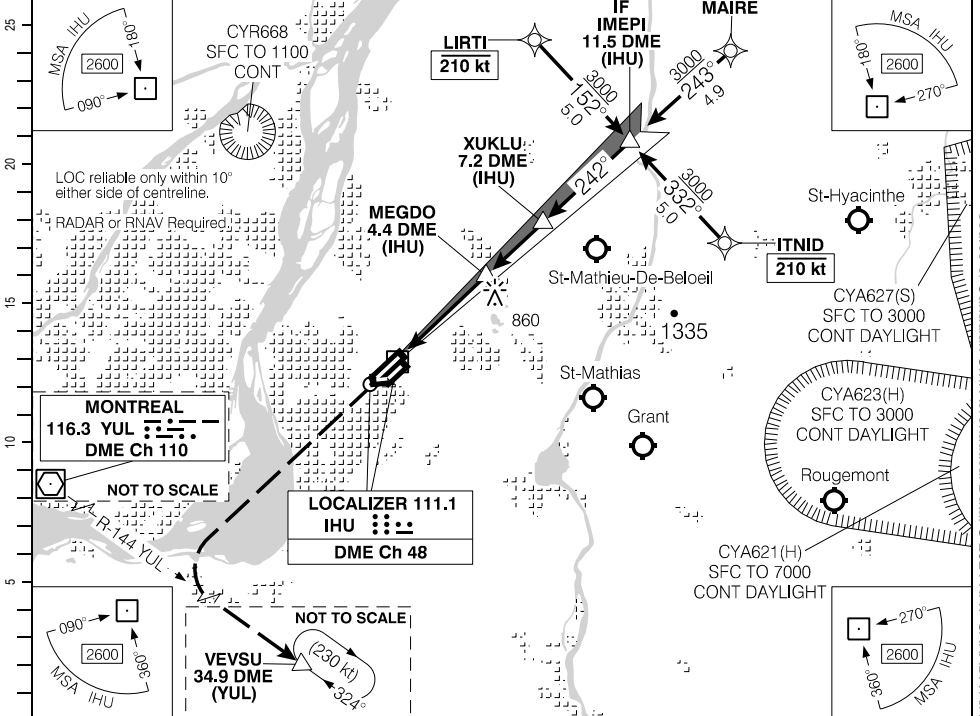 25
20
15
10
5
MSA IHU
180°
2600
090°
CYR668
SFC TO 1100
CONT
LIRTI
210 kt
IF
IMEPI
11.5 DME
(IHU)
MAIRE
MSA IHU
2600
270°
3000
152°
5.0
3000
243°
4.9
XUKLU
7.2 DME
(IHU)
242°
LOC reliable only within 10°
either side of centreline.
RADAR or RNAV Required.
MEGDO
4.4 DME
(IHU)
3000
332°
5.0
St-Hyacinthe
ITNID
210 kt
St-Mathieu-De-Beloeil
CYA627(S)
SFC TO 3000
CONT DAYLIGHT
860
1335
St-Mathias
Grant
CYA623(H)
SFC TO 3000
CONT DAYLIGHT
Rougemont
MONTREAL
116.3 YUL
DME Ch 110
NOT TO SCALE
R-144 YUL
LOCALIZER 111.1
IHU
DME Ch 48
CYA621(H)
SFC TO 7000
CONT DAYLIGHT
090°
2600
360°
MSA IHU
NOT TO SCALE
VEVSU
34.9 DME
(YUL)
(230 kt)
324°
270°
2600
360°
MSA IHU